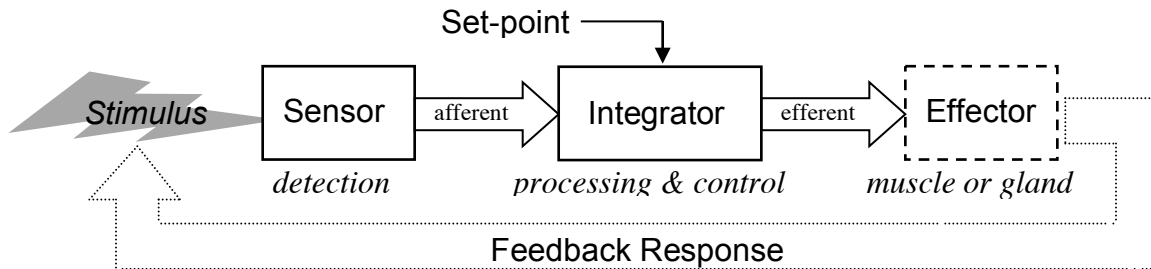 Set-point
Stimulus
Sensor
afferent
Integrator
efferent
Effector
detection
processing & control
muscle or gland
Feedback Response